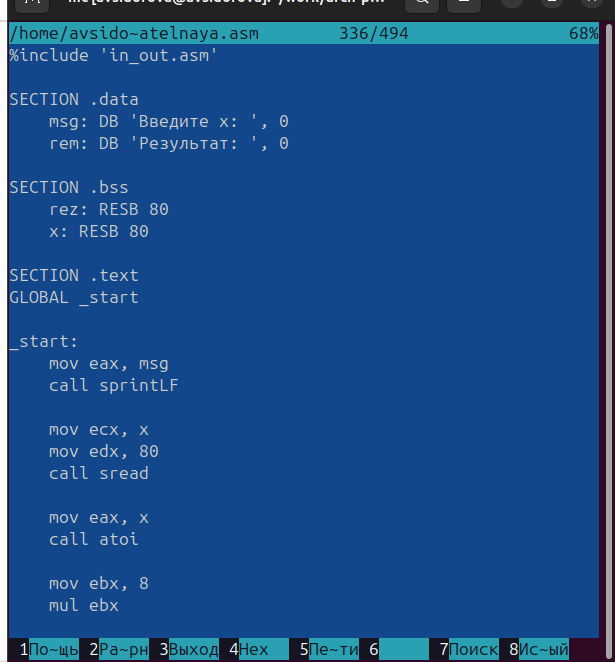 /home/avsido~atelnaya.asm 336/494 68%
%include 'in_out.asm'
SECTION .data
msg: DB 'Введите x: ', 0
rem: DB 'Результат: ', 0
SECTION .bss
rez: RESB 80
x: RESB 80
SECTION .text
GLOBAL _start
_start:
mov eax, msg
call sprintLF
mov ecx, x
mov edx, 80
call sread
mov eax, x
call atoi
mov ebx, 8
mul ebx
1По~щь 2Ра~рн 3Выход 4Hex 5Пе~ти 6 7Поиск 8Ис~ый